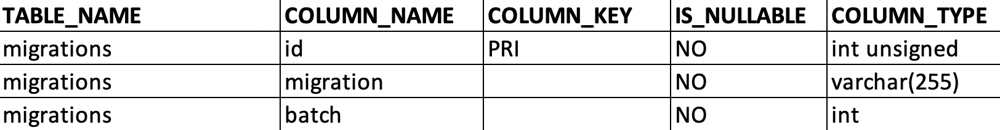 TABLE_NAME COLUMN_NAME COLUMN_KEY IS_NULLABLE COLUMN_TYPE
migrations id PRI NO int unsigned
migrations migration NO varchar(255)
migrations batch NO int